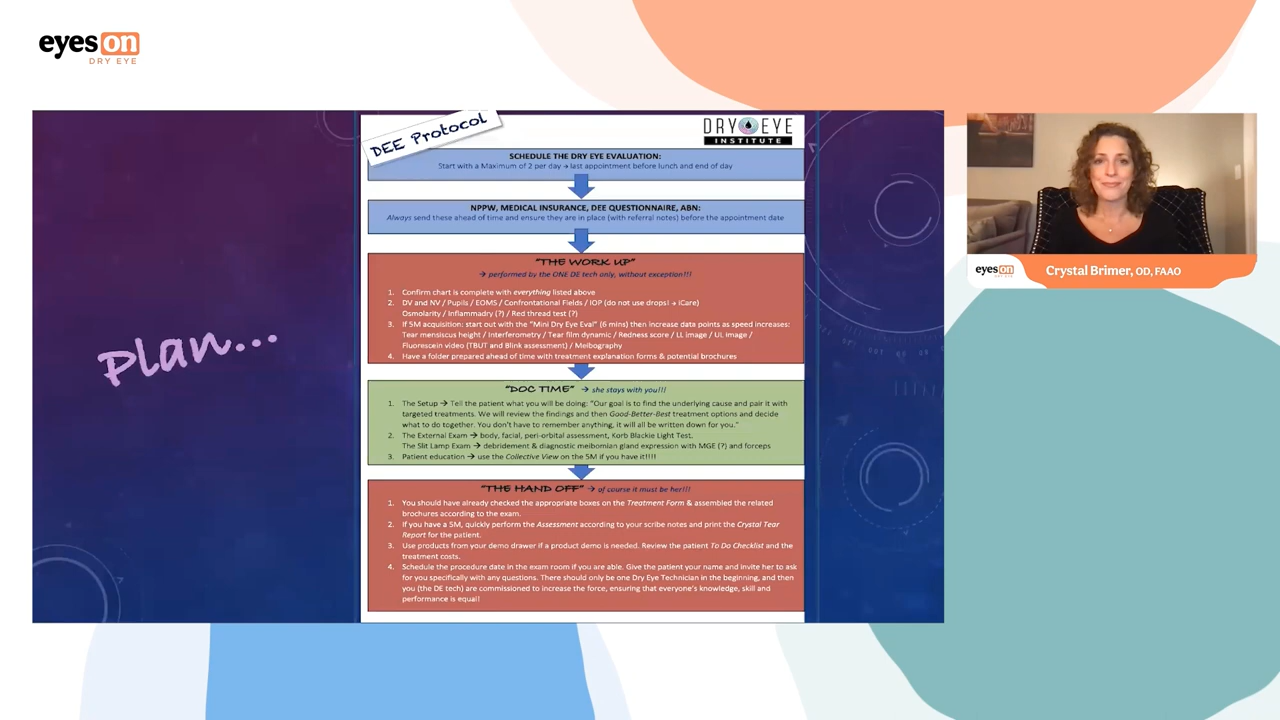 eyes on
DRY EYE
Plan...
DEE Protocol
DRY EYE
INSTITUTE
SCHEDULE THE DRY EYE EVALUATION:
Start with a Maximum of 2 per day → last appointment before lunch and end of day
NPPW, MEDICAL INSURANCE, DEE QUESTIONNAIRE, ABN:
Always send these ahead of time and ensure they are in place (with referral notes) before the appointment date
"THE WORK UP"
→ performed by the ONE DE tech only, without exception!!!
1. Confirm chart is complete with everything listed above
2. DV and NV / Pupils / EOMS / Confrontational Fields / IOP (do not use drops! → iCare)
Osmolarity / Inflammadry (?) / Red thread test (?)
3. If 5M acquisition: start out with the "Mini Dry Eye Eval" (6 mins) then increase data points as speed increases:
Tear mensiscus height / Interferometry / Tear film dynamic / Redness score / LL image / UL image /
Fluorescein video (TBUT and Blink assessment) / Meibography
4. Have a folder prepared ahead of time with treatment explanation forms & potential brochures
"DOC TIME" → she stays with you!!!
1. The Setup → Tell the patient what you will be doing: "Our goal is to find the underlying cause and pair it with
targeted treatments. We will review the findings and then Good-Better-Best treatment options and decide
what to do together. You don't have to remember anything, it will all be written down for you."
2. The External Exam → body, facial, peri-orbital assessment, Korb Blackie Light Test.
The Slit Lamp Exam → debridement & diagnostic meibomian gland expression with MGE (?) and forceps
3. Patient education → use the Collective View on the 5M if you have it!!!!
"THE HAND OFF" → of course it must be her!!!
1. You should have already checked the appropriate boxes on the Treatment Form & assembled the related
brochures according to the exam.
2. If you have a 5M, quickly perform the Assessment according to your scribe notes and print the Crystal Tear
Report for the patient.
3. Use products from your demo drawer if a product demo is needed. Review the patient To Do Checklist and the
treatment costs.
4. Schedule the procedure date in the exam room if you are able. Give the patient your name and invite her to ask
for you specifically with any questions. There should only be one Dry Eye Technician in the beginning, and then
you (the DE tech) are commissioned to increase the force, ensuring that everyone's knowledge, skill and
performance is equal!
eyes on
DRY EYE
Crystal Brimer, OD, FAAO